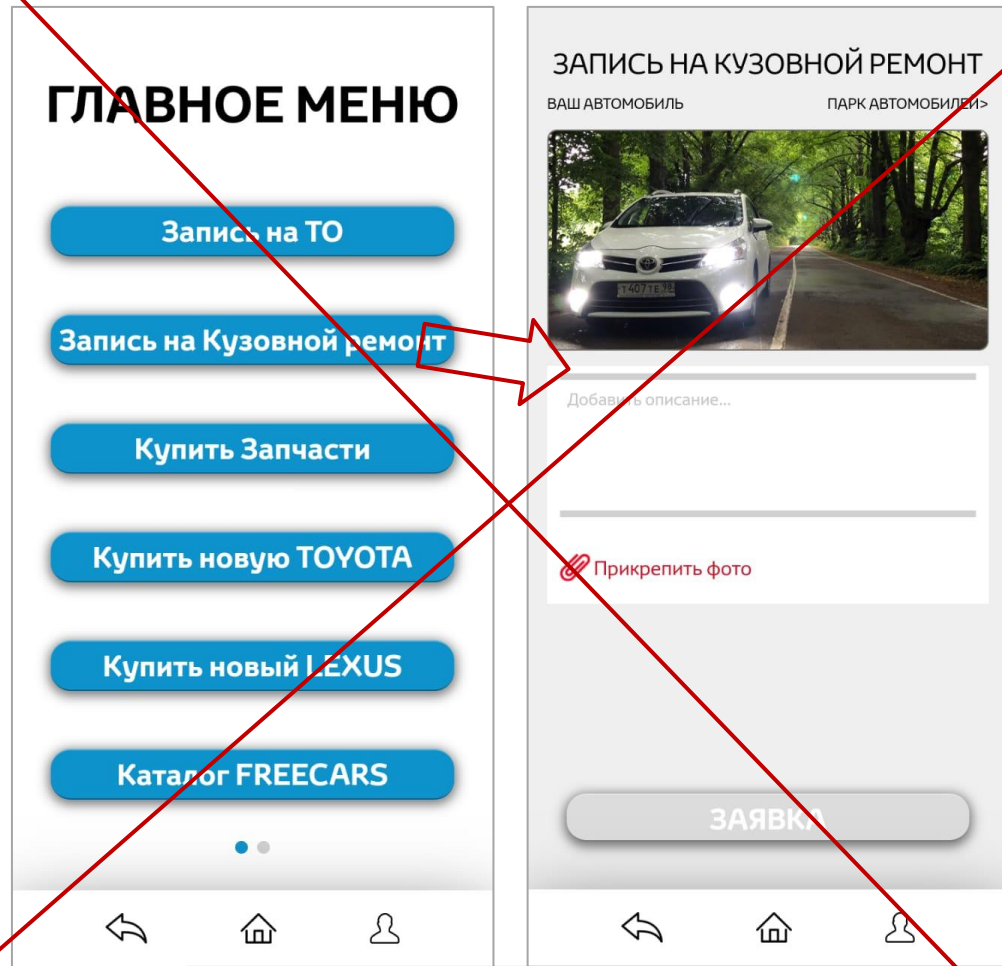 ГЛАВНОЕ МЕНЮ
Запись на ТО
Запись на Кузовной ремонт
Купить Запчасти
Купить новую TOYOTA
Купить новый LEXUS
Каталог FREECARS
ЗАПИСЬ НА КУЗОВНОЙ РЕМОНТ
ВАШ АВТОМОБИЛЬ
ПАРК АВТОМОБИЛЕЙ>
Т407ТЕ98
Добавить описание...
Прикрепить фото
ЗАЯВКА